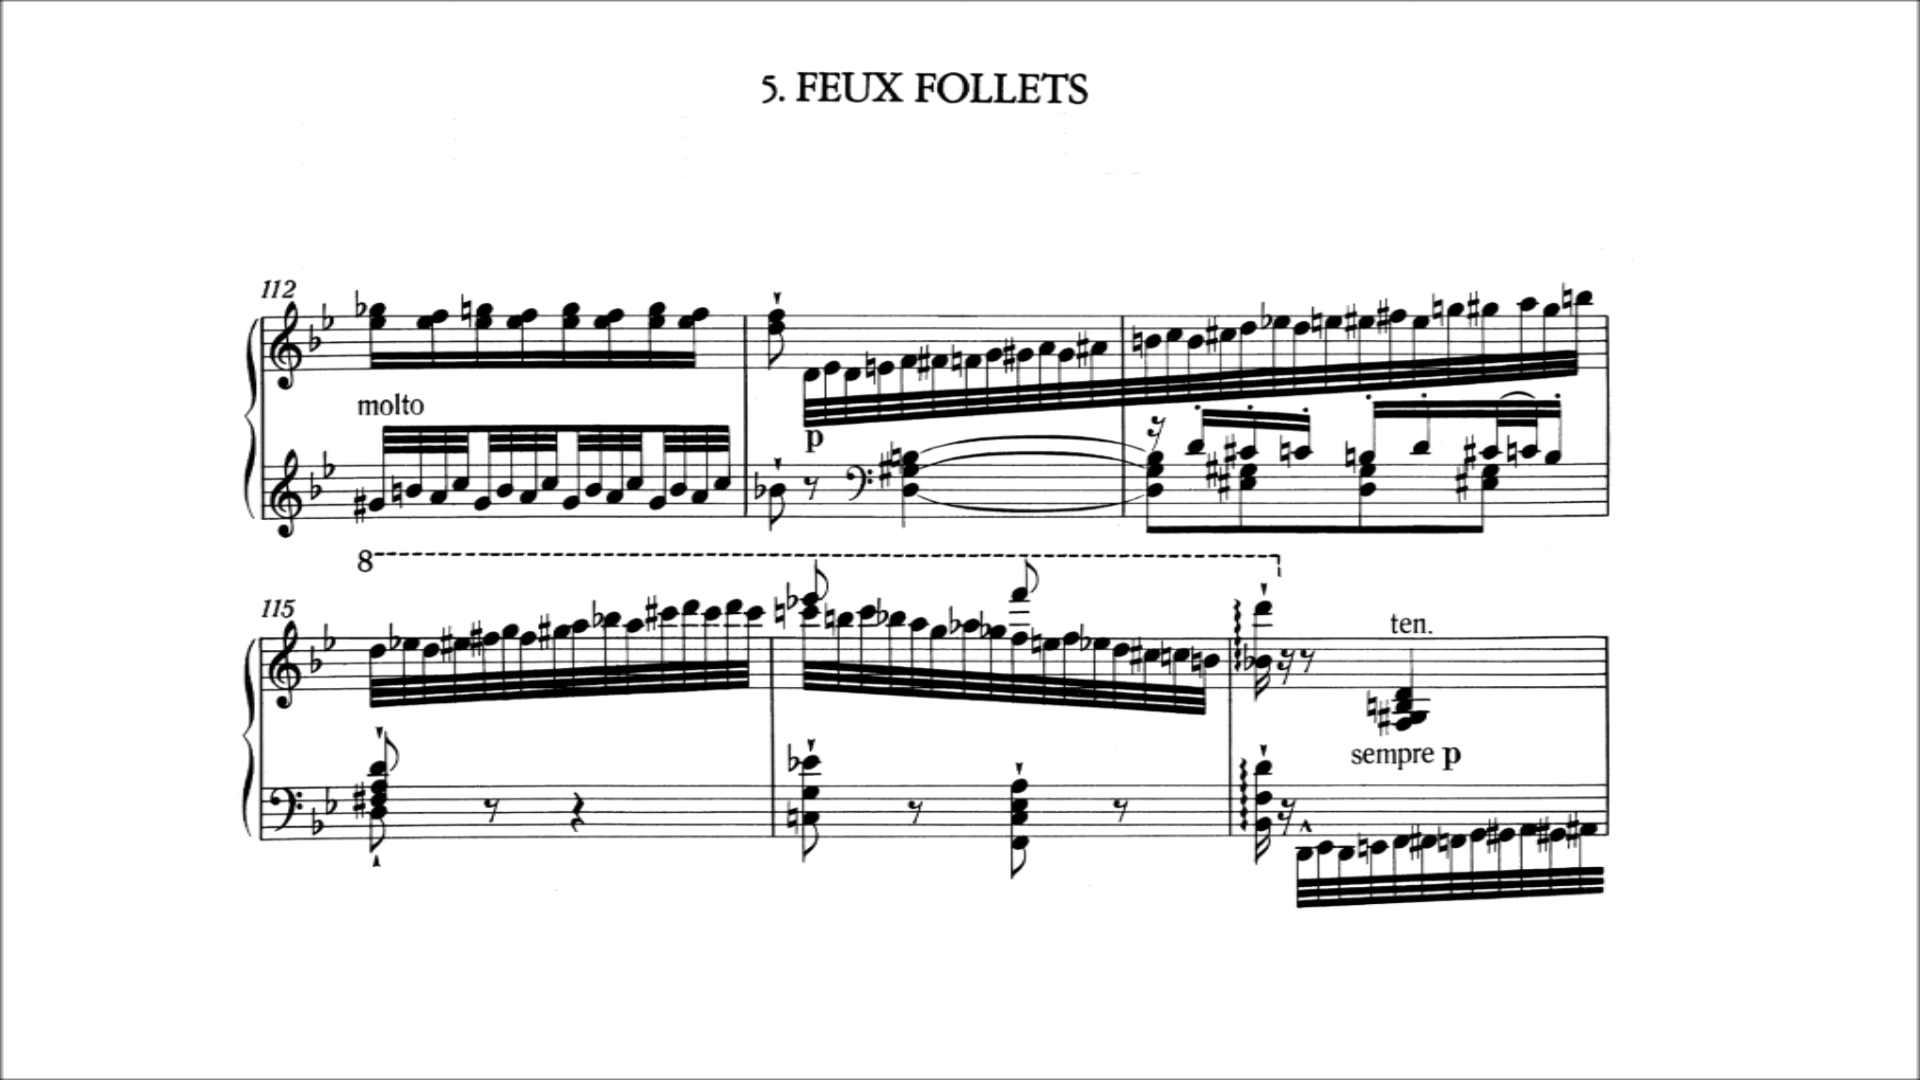 5. FEUX FOLLETS
112
molto
p
8
115
ten.
sempre p